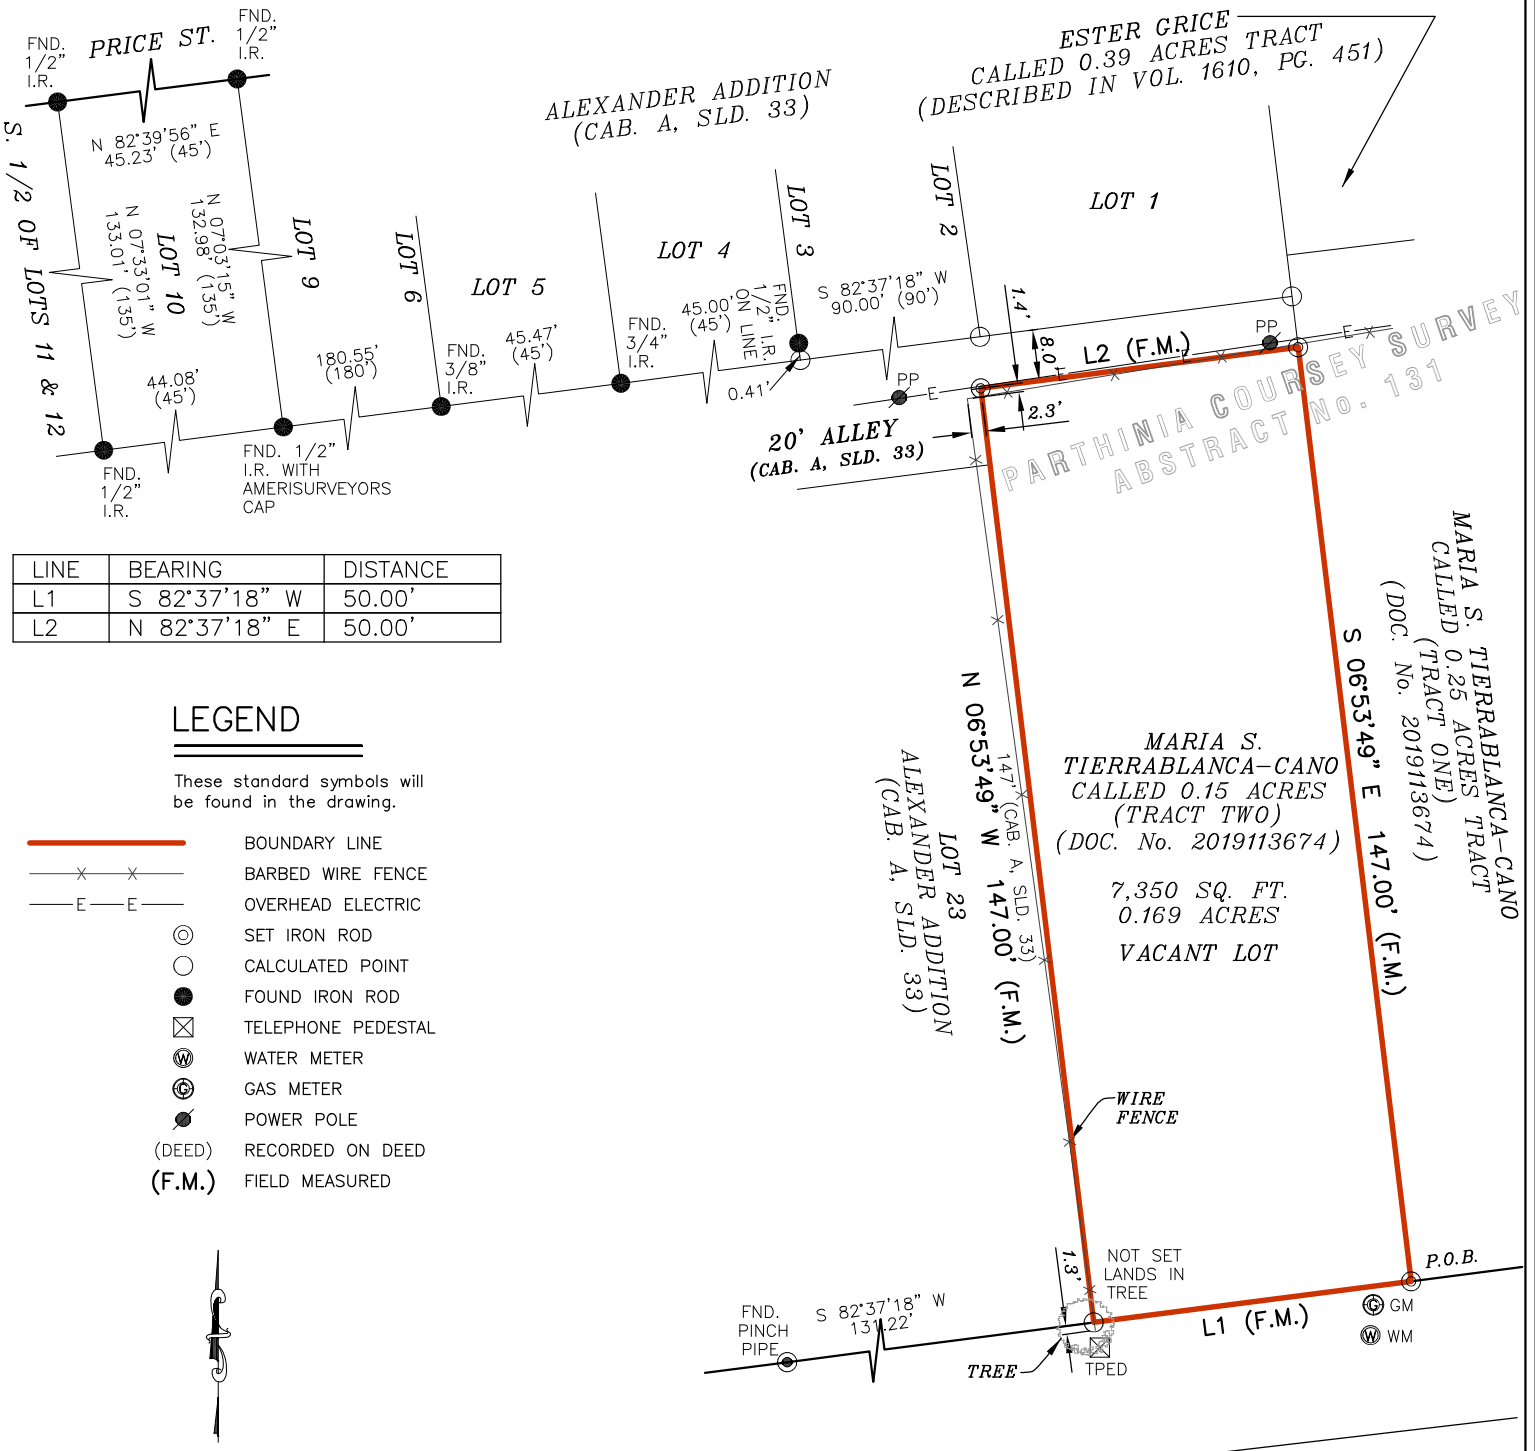 FND.
1/2"
I.R.
PRICE ST.
FND.
1/2"
I.R.
N 82°39'56" E
45.23' (45')
S. 1/2 OF LOTS 11 & 12
N 07°33'01" W
133.01' (135')
LOT 10
N 07°03'15" W
132.98' (135')
LOT 9
LOT 6
LOT 5
LOT 4
LOT 3
LOT 2
LOT 1
ALEXANDER ADDITION
(CAB. A, SLD. 33)
ESTER GRICE
CALLED 0.39 ACRES TRACT
(DESCRIBED IN VOL. 1610, PG. 451)
44.08'
(45')
FND.
1/2"
I.R.
FND. 1/2"
I.R. WITH
AMERISURVEYORS
CAP
180.55'
(180')
FND.
3/8"
I.R.
45.47'
(45')
FND.
3/4"
I.R.
45.00'
(45')
FND.
1/2" I.R.
ON LINE
0.41'
S 82°37'18" W
90.00' (90')
1.4'
8.0'
L2 (F.M.)
PP
E
E
E
E
PP
2.3'
20' ALLEY
(CAB. A, SLD. 33)
PARTHINIA COURSEY SURVEY
ABSTRACT No. 131
LINE BEARING DISTANCE
L1 S 82°37'18" W 50.00'
L2 N 82°37'18" E 50.00'
LEGEND
These standard symbols will
be found in the drawing.
BOUNDARY LINE
BARBED WIRE FENCE
E E OVERHEAD ELECTRIC
SET IRON ROD
CALCULATED POINT
FOUND IRON ROD
TELEPHONE PEDESTAL
W WATER METER
G GAS METER
POWER POLE
(DEED) RECORDED ON DEED
(F.M.) FIELD MEASURED
N 06°53'49" W 147.00' (F.M.)
147' (CAB. A, SLD. 33)
LOT 23
ALEXANDER ADDITION
(CAB. A, SLD. 33)
MARIA S.
TIERRABLANCA-CANO
CALLED 0.15 ACRES
(TRACT TWO)
(DOC. No. 2019113674)
7,350 SQ. FT.
0.169 ACRES
VACANT LOT
S 06°53'49" E 147.00' (F.M.)
MARIA S. TIERRABLANCA-CANO
CALLED 0.25 ACRES TRACT
(TRACT ONE)
(DOC. No. 2019113674)
WIRE
FENCE
1.3'
NOT SET
LANDS IN
TREE
P.O.B.
G GM
W WM
L1 (F.M.)
FND.
PINCH
PIPE
S 82°37'18" W
131.22'
TREE
TPED